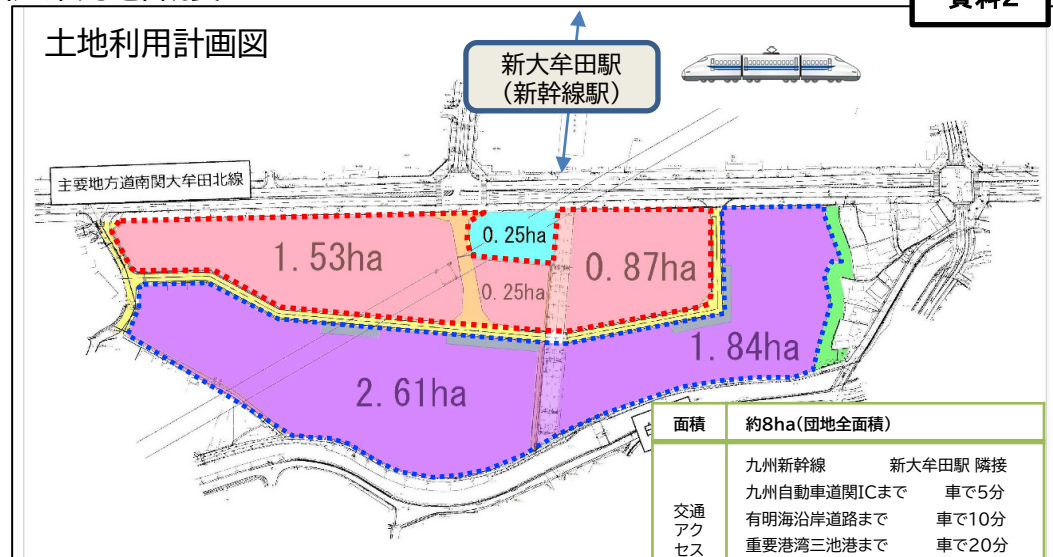 資料2
土地利用計画図
新大牟田駅
(新幹線駅)
主要地方道南関大牟田北線
1.53ha
0.25ha
0.87ha
0.25ha
1.84ha
2.61ha
面積 約8ha(団地全面積)
交通アクセス
九州新幹線 新大牟田駅 隣接
九州自動車道関ICまで 車で5分
有明海沿岸道路まで 車で10分
重要港湾三池港まで 車で20分